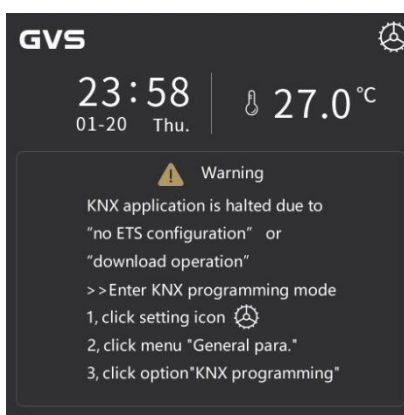 GVS
23:58
01-20 Thu.
27.0℃
Warning
KNX application is halted due to
“no ETS configuration” or
“download operation”
>>Enter KNX programming mode
1, click setting icon
2, click menu "General para."
3, click option"KNX programming"